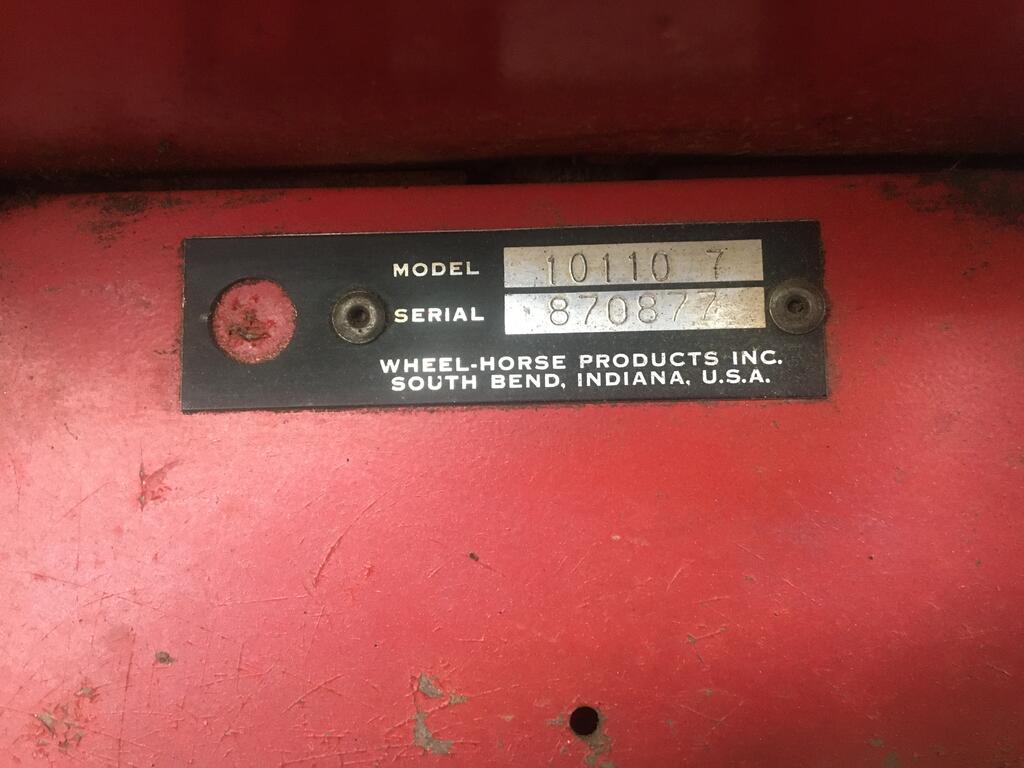 MODEL 10110 7
SERIAL 870877
WHEEL-HORSE PRODUCTS INC.
SOUTH BEND, INDIANA, U.S.A.